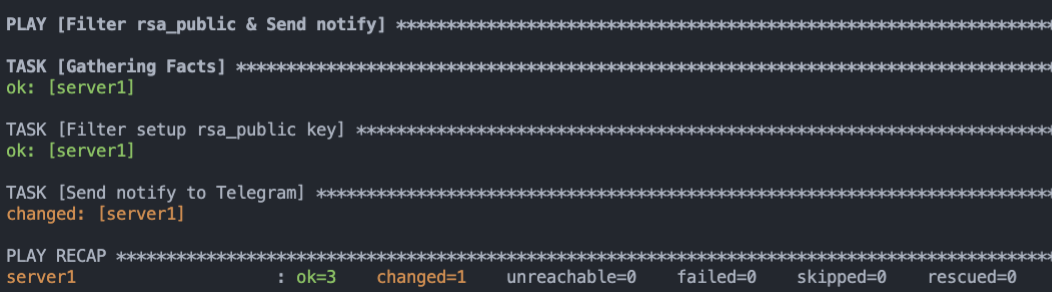 PLAY [Filter rsa_public & Send notify] *****************************************************************
TASK [Gathering Facts] *********************************************************************************
ok: [server1]
TASK [Filter setup rsa_public key] *********************************************************************
ok: [server1]
TASK [Send notify to Telegram] *************************************************************************
changed: [server1]
PLAY RECAP *********************************************************************************************
server1                    : ok=3    changed=1    unreachable=0    failed=0    skipped=0    rescued=0